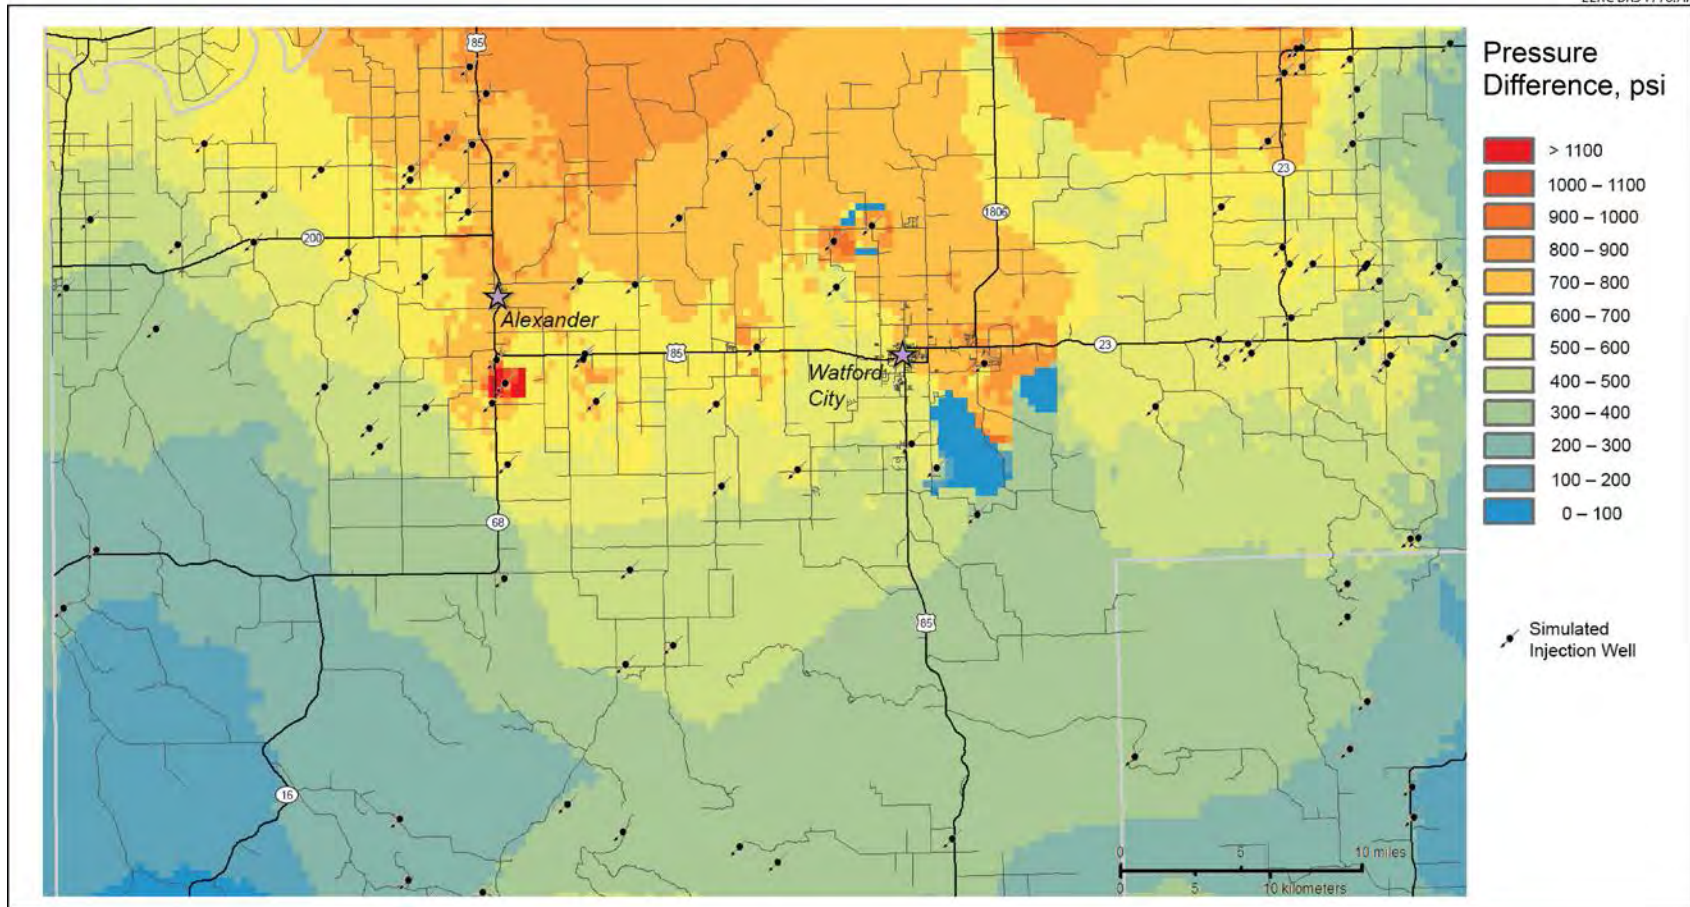 Pressure
Difference, psi
> 1100
1000 – 1100
900 – 1000
800 – 900
700 – 800
600 – 700
500 – 600
400 – 500
300 – 400
200 – 300
100 – 200
0 – 100
Simulated
Injection Well
85
23
1806
200
Alexander
85
23
Watford
City
68
85
16
0 5 10 miles
0 5 10 kilometers